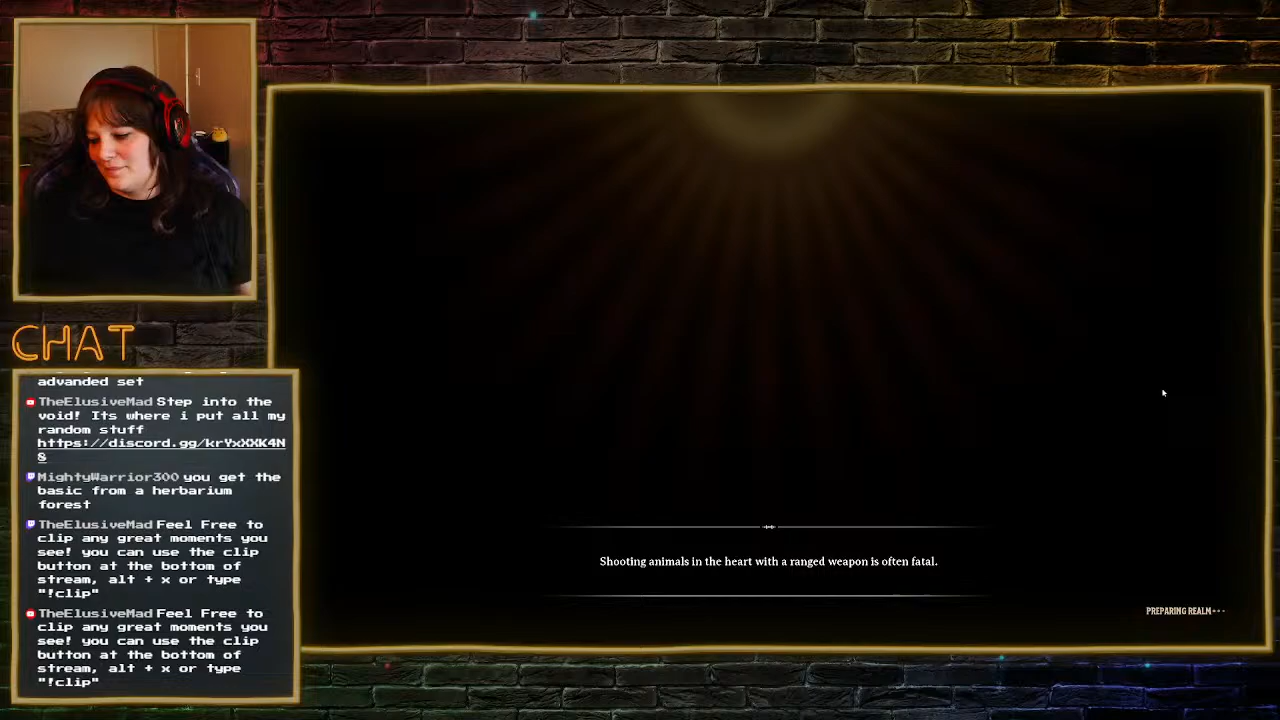 CHAT
advanded set
TheElusiveMad Step into the
void! Its where i put all my
random stuff
https://discord.gg/krYxXXK4N
8
MightyWarrior300 you get the
basic from a herbarium
forest
TheElusiveMad Feel Free to
clip any great moments you
see! you can use the clip
button at the bottom of
stream, alt + x or type
"!clip"
TheElusiveMad Feel Free to
clip any great moments you
see! you can use the clip
button at the bottom of
stream, alt + x or type
"!clip"
Shooting animals in the heart with a ranged weapon is often fatal.
PREPARING REALM...